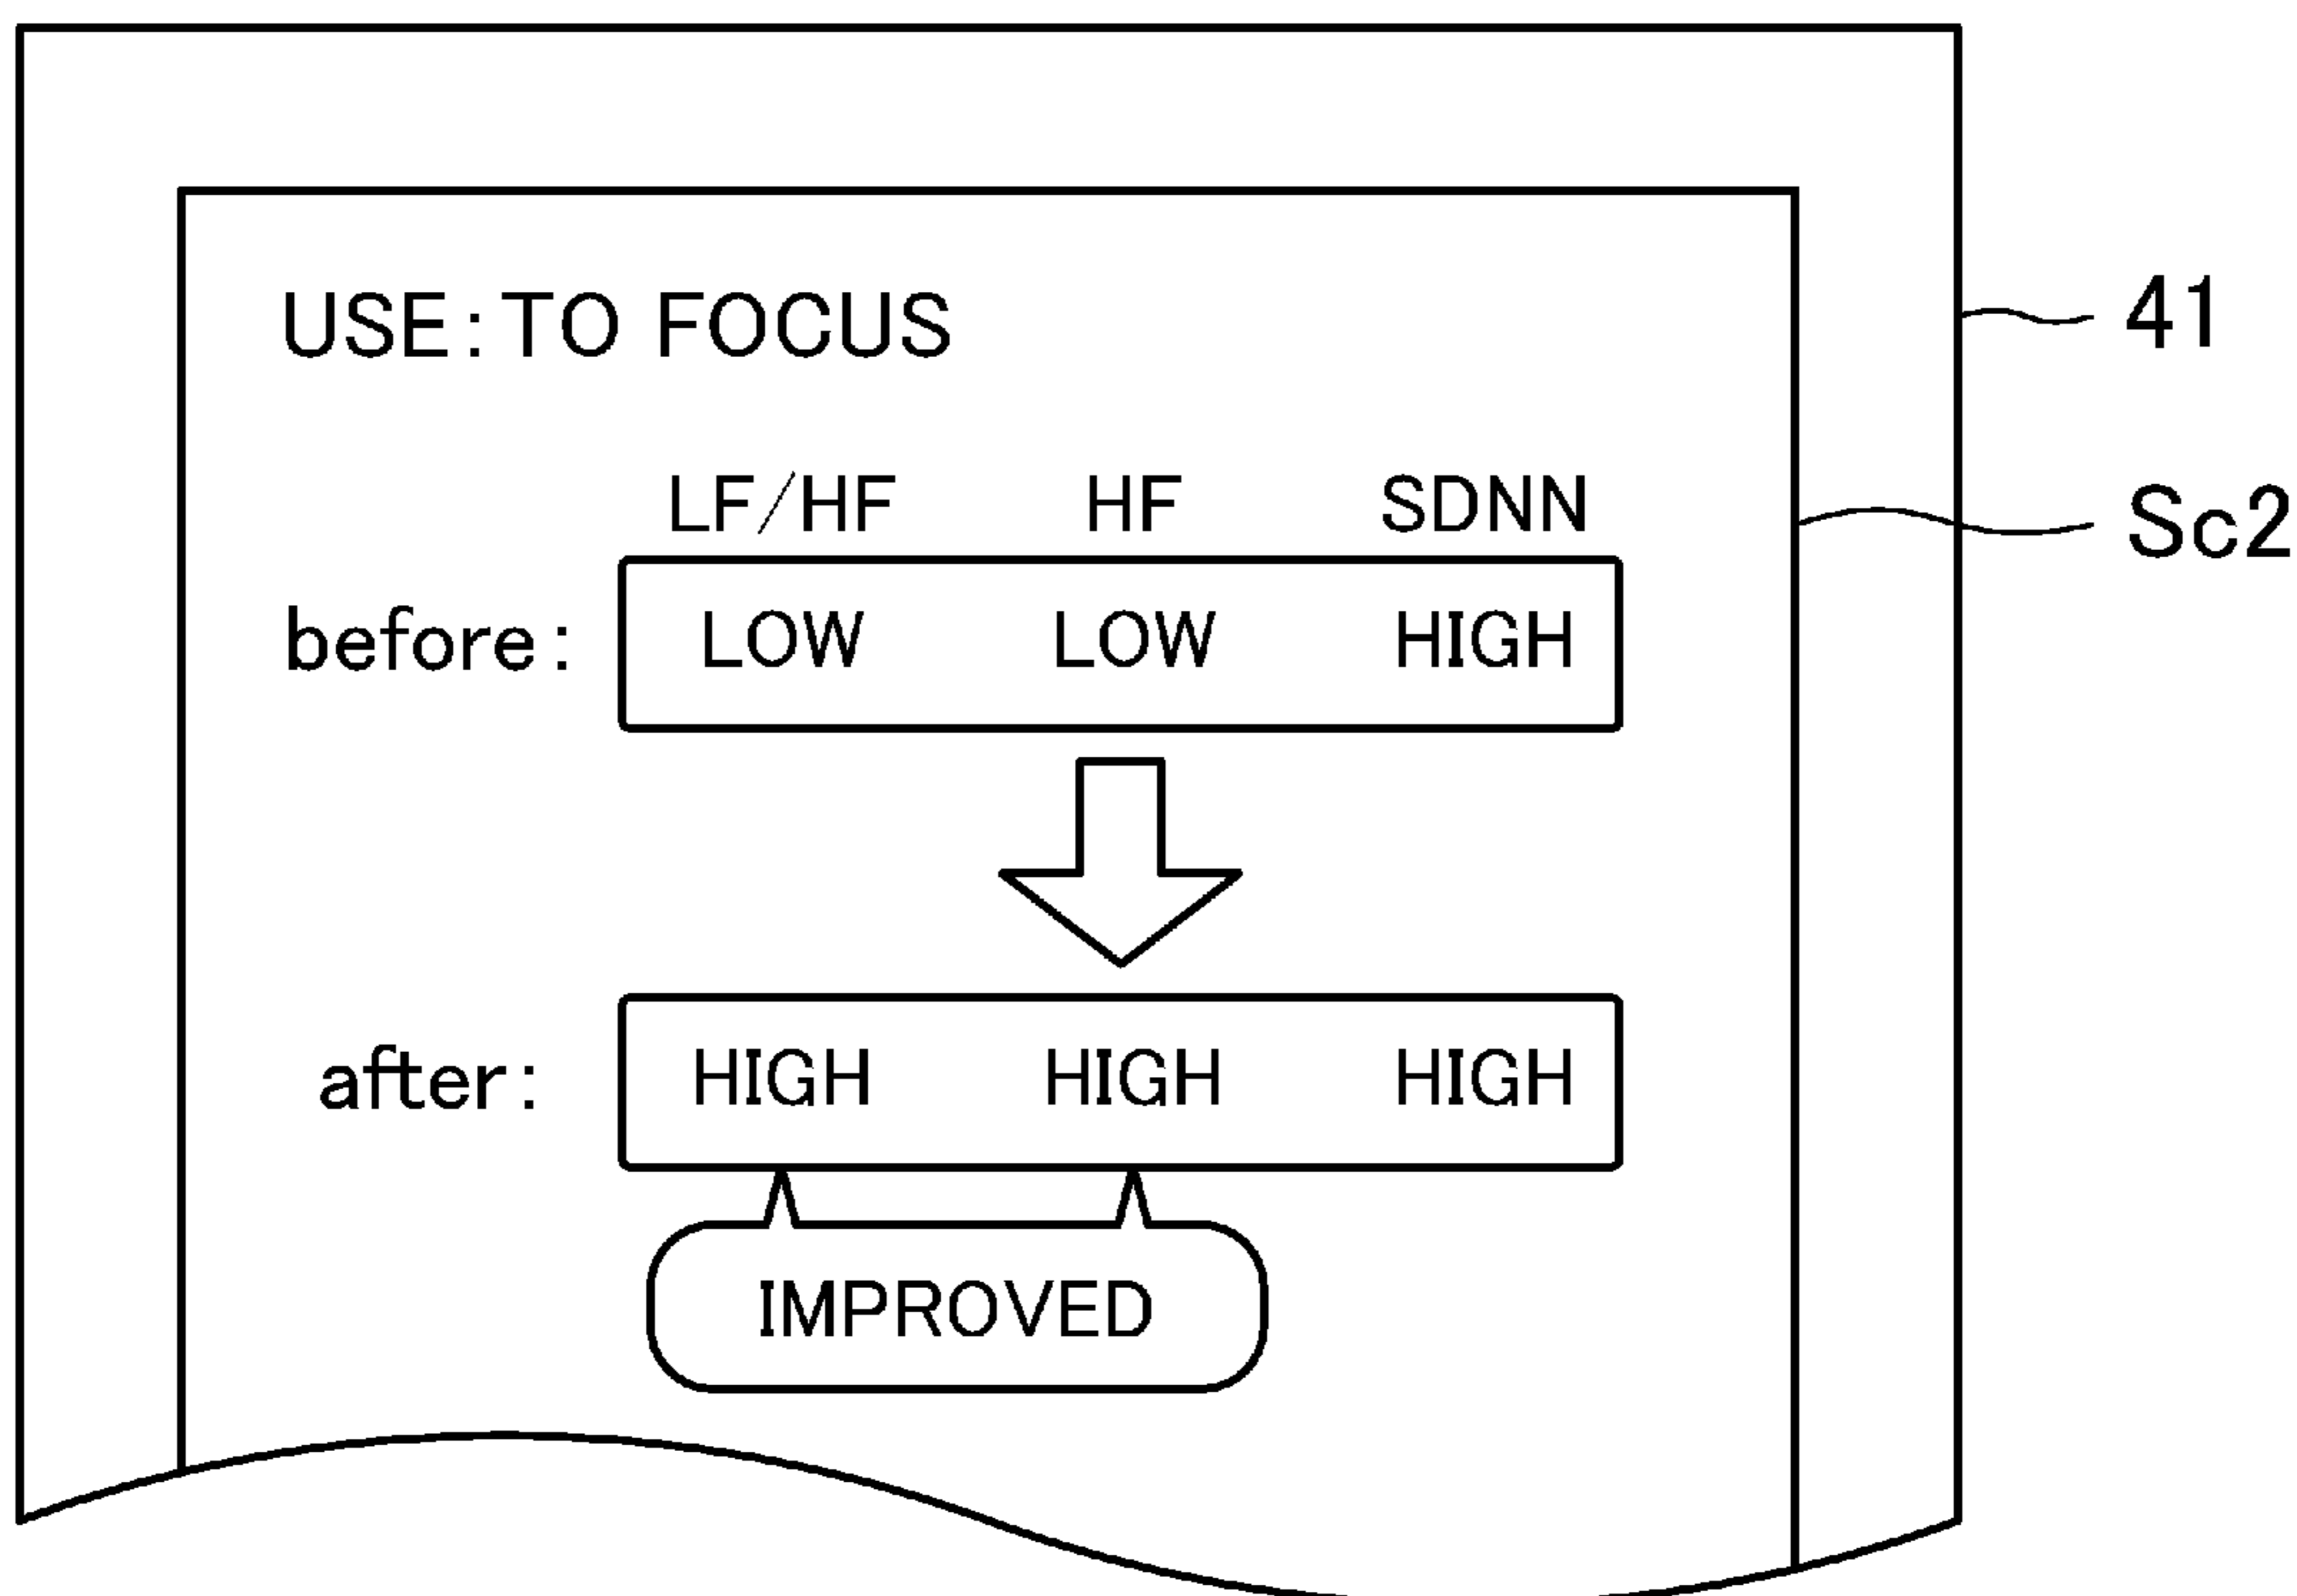 USE:TO FOCUS
41
LF/HF HF SDNN
Sc2
before: LOW LOW HIGH
after: HIGH HIGH HIGH
IMPROVED